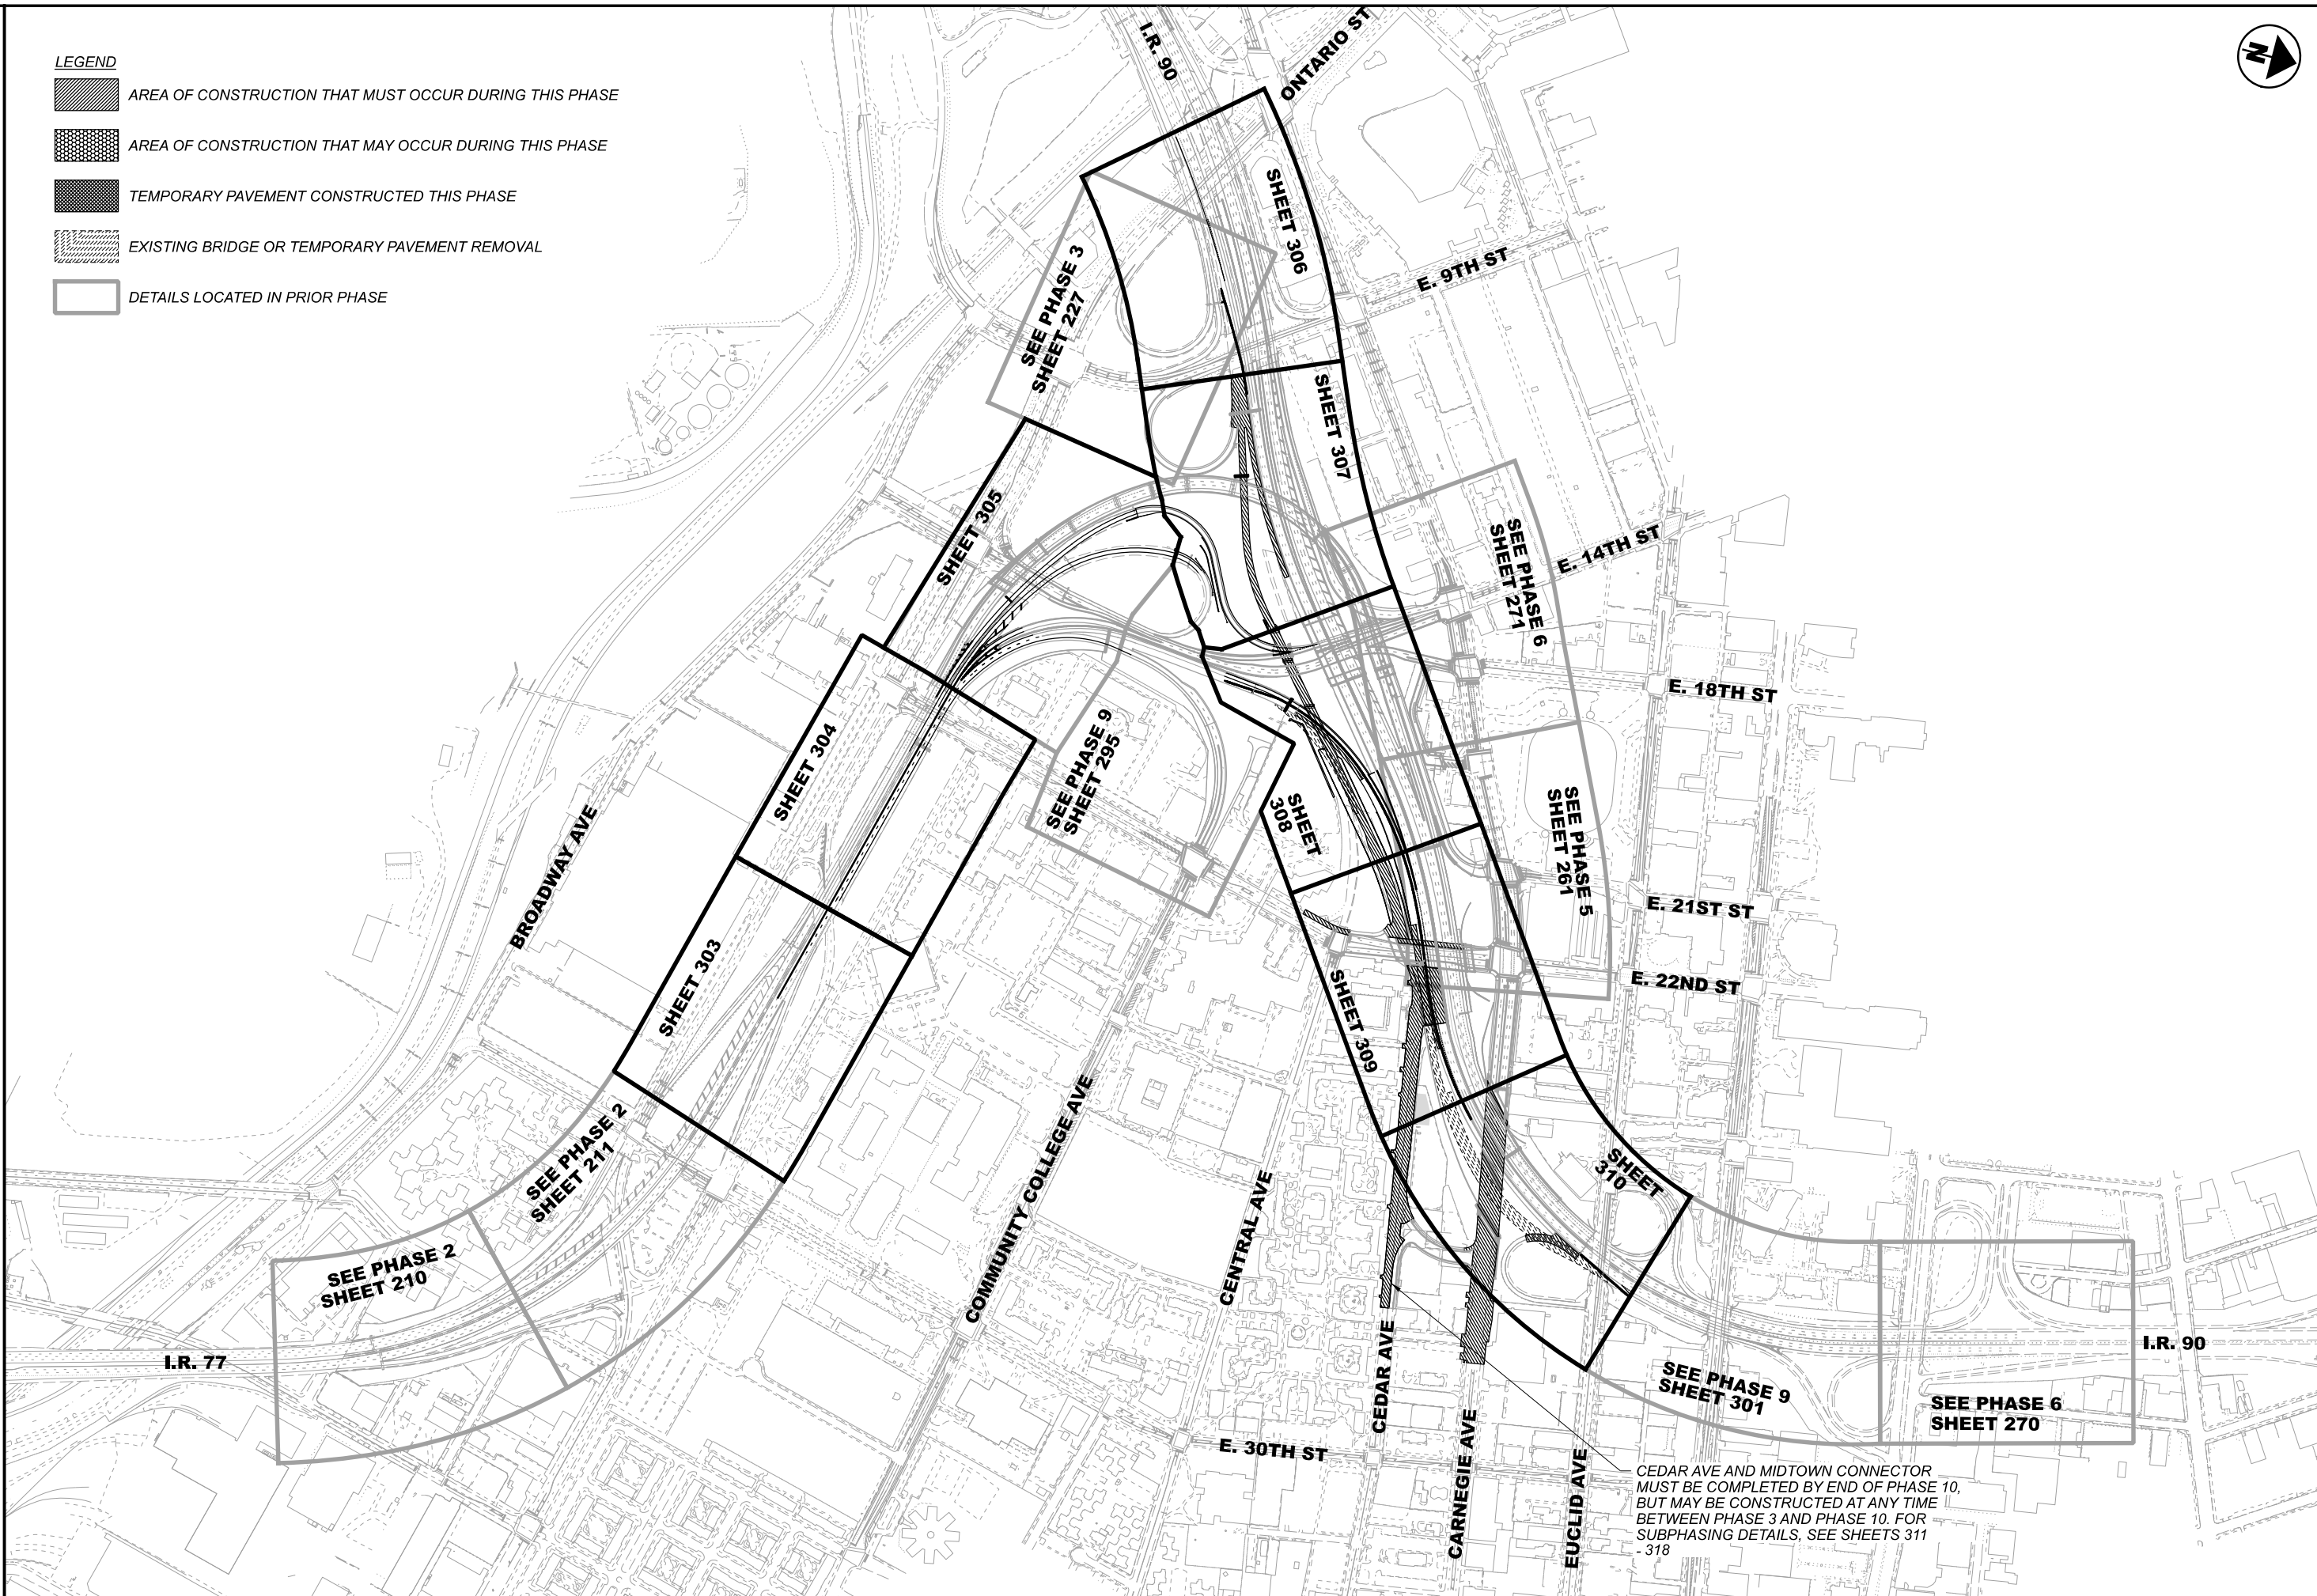 LEGEND
AREA OF CONSTRUCTION THAT MUST OCCUR DURING THIS PHASE
AREA OF CONSTRUCTION THAT MAY OCCUR DURING THIS PHASE
TEMPORARY PAVEMENT CONSTRUCTED THIS PHASE
EXISTING BRIDGE OR TEMPORARY PAVEMENT REMOVAL
DETAILS LOCATED IN PRIOR PHASE
N
I.R. 90
ONTARIO ST
SHEET 306
E. 9TH ST
SEE PHASE 3
SHEET 227
SHEET 307
SHEET 305
SEE PHASE 6
SHEET 271
E. 14TH ST
E. 18TH ST
SHEET 304
SEE PHASE 9
SHEET 295
SHEET
308
SEE PHASE 5
SHEET 261
E. 21ST ST
BROADWAY AVE
SHEET 303
E. 22ND ST
SHEET 309
SEE PHASE 2
SHEET 211
COMMUNITY COLLEGE AVE
CENTRAL AVE
SHEET
310
SEE PHASE 2
SHEET 210
I.R. 77
I.R. 90
CEDAR AVE
SEE PHASE 9
SHEET 301
SEE PHASE 6
SHEET 270
E. 30TH ST
CARNEGIE AVE
EUCLID AVE
CEDAR AVE AND MIDTOWN CONNECTOR
MUST BE COMPLETED BY END OF PHASE 10,
BUT MAY BE CONSTRUCTED AT ANY TIME
BETWEEN PHASE 3 AND PHASE 10. FOR
SUBPHASING DETAILS, SEE SHEETS 311
- 318